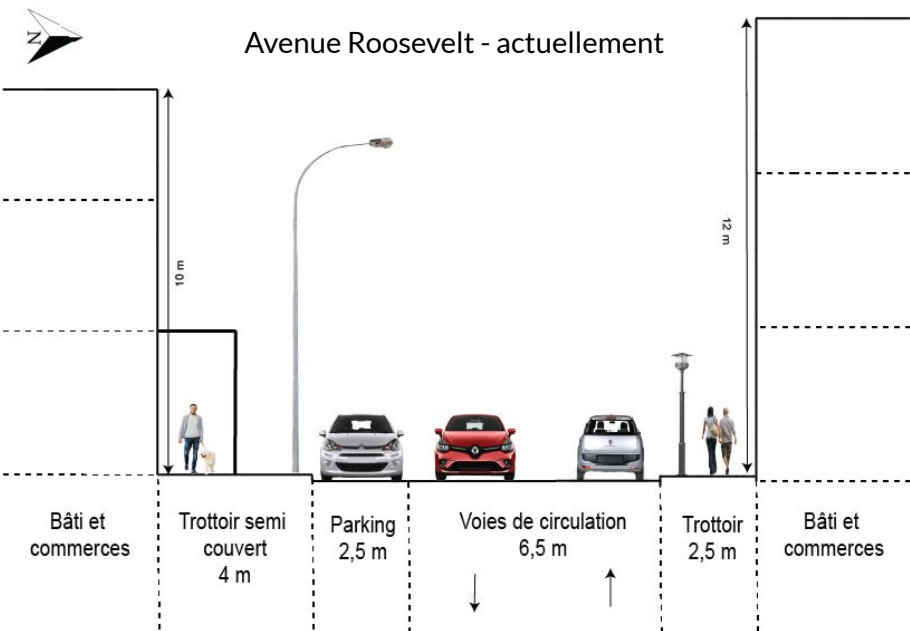 N
Avenue Roosevelt - actuellement
10 m
12 m
Bâti et
commerces
Trottoir semi
couvert
4 m
Parking
2,5 m
Voies de circulation
6,5 m
Trottoir
2,5 m
Bâti et
commerces